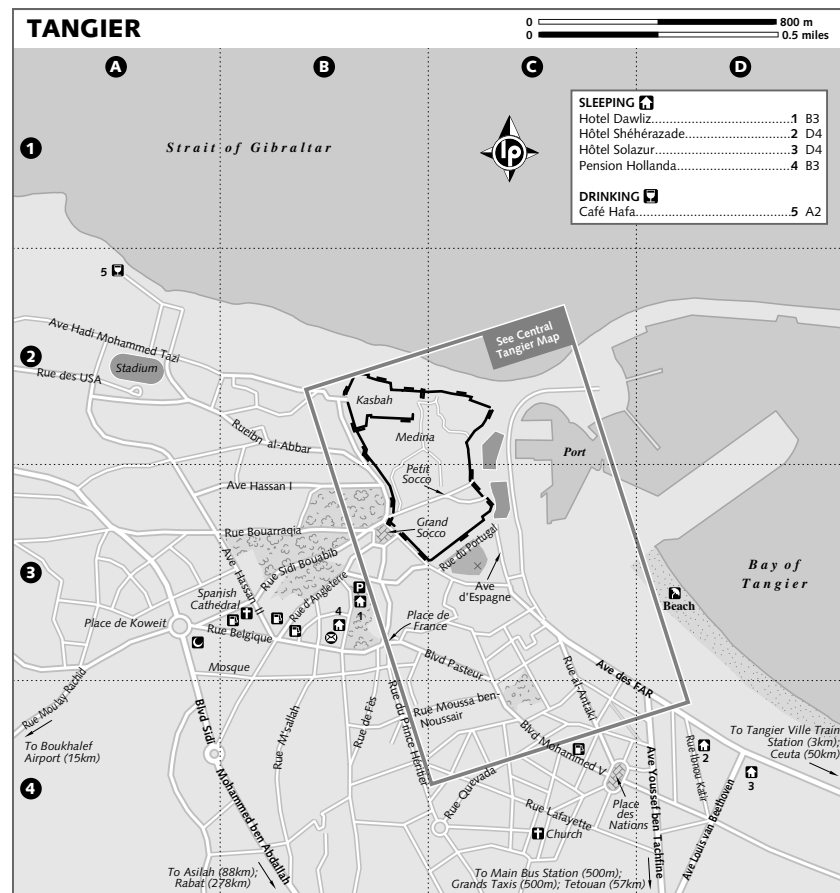 TANGIER
0 800 m
0 0.5 miles
A B C D
SLEEPING
Hotel Dawliz 1 B3
Hôtel Shéhérazade 2 D4
Hôtel Solazur 3 D4
Pension Hollanda 4 B3
DRINKING
Café Hafa 5 A2
1
Strait of Gibraltar
lp
5
See Central
Tangier Map
Ave Hadi Mohammed Tazi
2
Stadium
Rue des USA
Kasbah
Rueibn al-Abbar
Medina
Port
Petit
Socco
Ave Hassan I
Grand
Socco
Rue Bouarraqia
Rue du Portugal
Ave Hassan II
Rue Sidi Bouabib
3
Bay of
Tangier
Rue d'Angleterre
P
Ave
d'Espagne
Spanish
Cathedral
4
1
Beach
Place de Koweit
Place de
France
Rue Belgique
Mosque
Blvd Pasteur
Rue al-Antaki
Ave des FAR
Rue Moulay Rachid
Rue Moussa ben-
Noussair
Rue M'sallah
Rue de Fès
Rue du Prince Héritier
To Boukhalef
Airport (15km)
Blvd Sidi
Mohammed ben Abdallah
Blvd Mohammed V
To Tangier Ville Train
Station (3km);
Ceuta (50km)
2
3
Rue Ibnou Katir
4
Rue Quevada
Place
des
Nations
Rue Lafayette
Church
Ave Youssef ben Tachfine
Ave Louis van Beethoven
To Asilah (88km);
Rabat (278km)
To Main Bus Station (500m);
Grands Taxis (500m); Tetouan (57km)